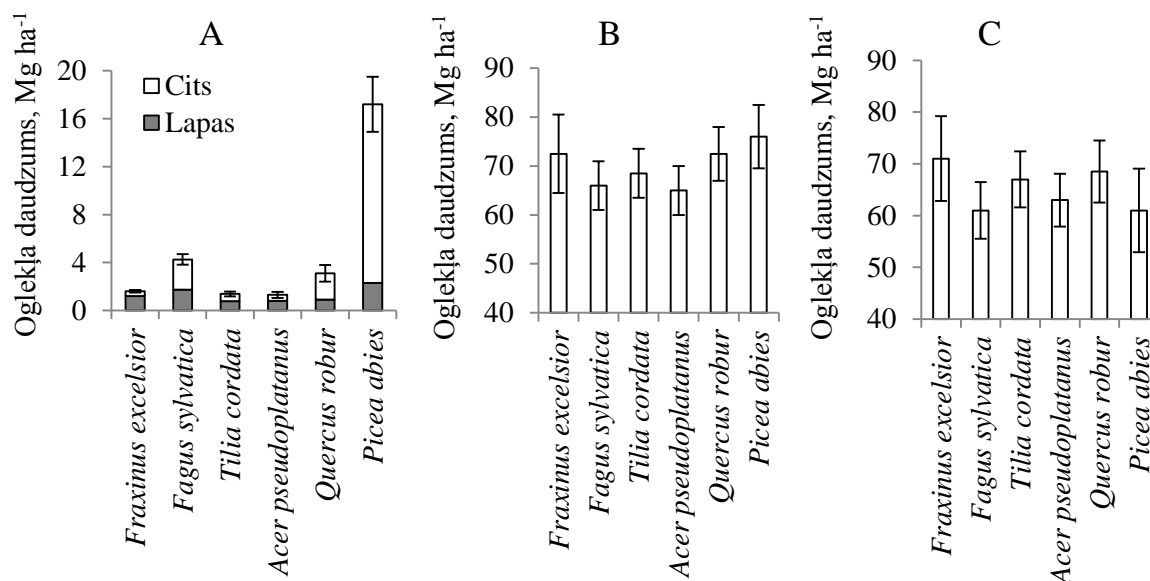 A
Oglekļa daudzums, Mg ha⁻¹
20
16
12
8
4
0
Cits
Lapas
Fraxinus excelsior
Fagus sylvatica
Tilia cordata
Acer pseudoplatanus
Quercus robur
Picea abies
B
Oglekļa daudzums, Mg ha⁻¹
90
80
70
60
50
40
Fraxinus excelsior
Fagus sylvatica
Tilia cordata
Acer pseudoplatanus
Quercus robur
Picea abies
C
Oglekļa daudzums, Mg ha⁻¹
90
80
70
60
50
40
Fraxinus excelsior
Fagus sylvatica
Tilia cordata
Acer pseudoplatanus
Quercus robur
Picea abies